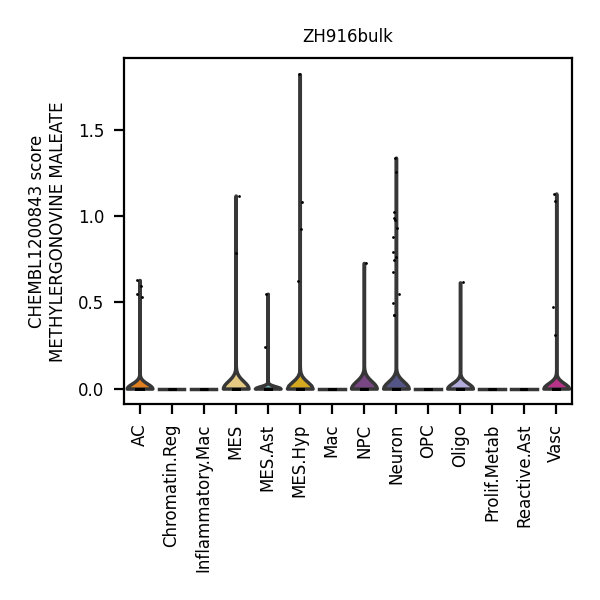 ZH916bulk
CHEMBL1200843 score
METHYLERGONOVINE MALEATE
1.5
1.0
0.5
0.0
AC
Chromatin.Reg
Inflammatory.Mac
MES
MES.Ast
MES.Hyp
Mac
NPC
Neuron
OPC
Oligo
Prolif.Metab
Reactive.Ast
Vasc